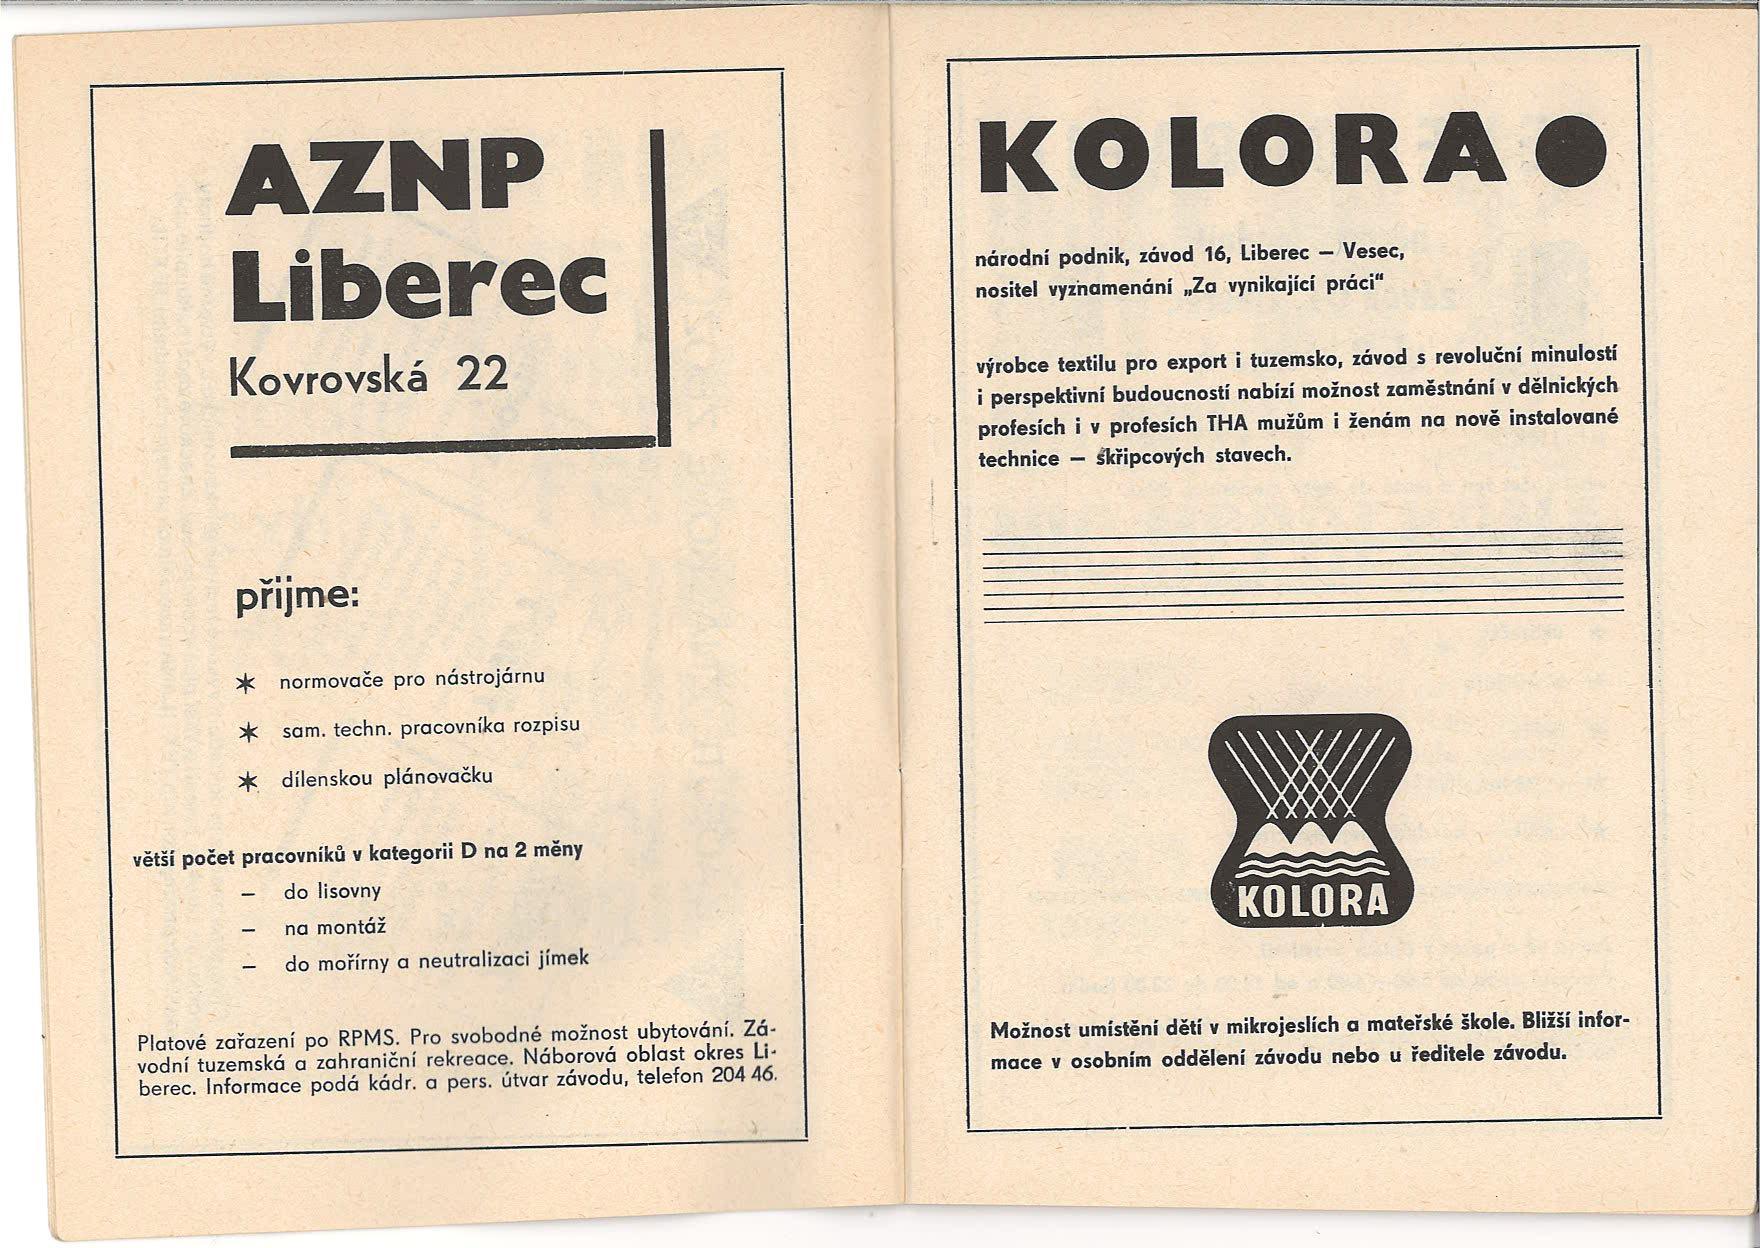 AZNP
Liberec
Kovrovská 22
přijme:
✶ normovače pro nástrojárnu
✶ sam. techn. pracovníka rozpisu
✶ dílenskou plánovačku
větší počet pracovníků v kategorii D na 2 měny
– do lisovny
– na montáž
– do mořírny a neutralizaci jímek
Platové zařazení po RPMS. Pro svobodné možnost ubytování. Zá-
vodní tuzemská a zahraniční rekreace. Náborová oblast okres Li-
berec. Informace podá kádr. a pers. útvar závodu, telefon 204 46.
KOLORA ●
národní podnik, závod 16, Liberec – Vesec,
nositel vyznamenání „Za vynikající práci“
výrobce textilu pro export i tuzemsko, závod s revoluční minulostí
i perspektivní budoucností nabízí možnost zaměstnání v dělnických
profesích i v profesích THA mužům i ženám na nově instalované
technice – skřipcových stavech.
KOLORA
Možnost umístění dětí v mikrojeslích a mateřské škole. Bližší infor-
mace v osobním oddělení závodu nebo u ředitele závodu.